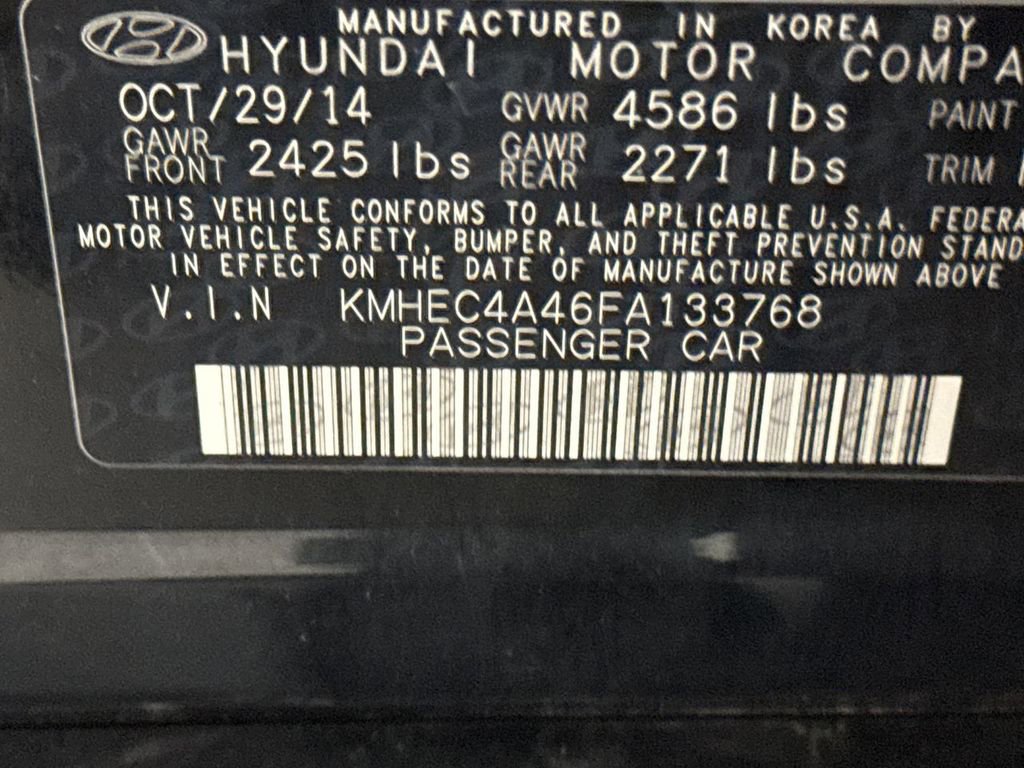 MANUFACTURED IN KOREA BY
HYUNDAI MOTOR COMPA
OCT/29/14 GVWR 4586 lbs PAINT
GAWR FRONT 2425 lbs GAWR REAR 2271 lbs TRIM
THIS VEHICLE CONFORMS TO ALL APPLICABLE U.S.A. FEDERA
MOTOR VEHICLE SAFETY, BUMPER, AND THEFT PREVENTION STAND
IN EFFECT ON THE DATE OF MANUFACTURE SHOWN ABOVE
V.I.N KMHEC4A46FA133768
PASSENGER CAR